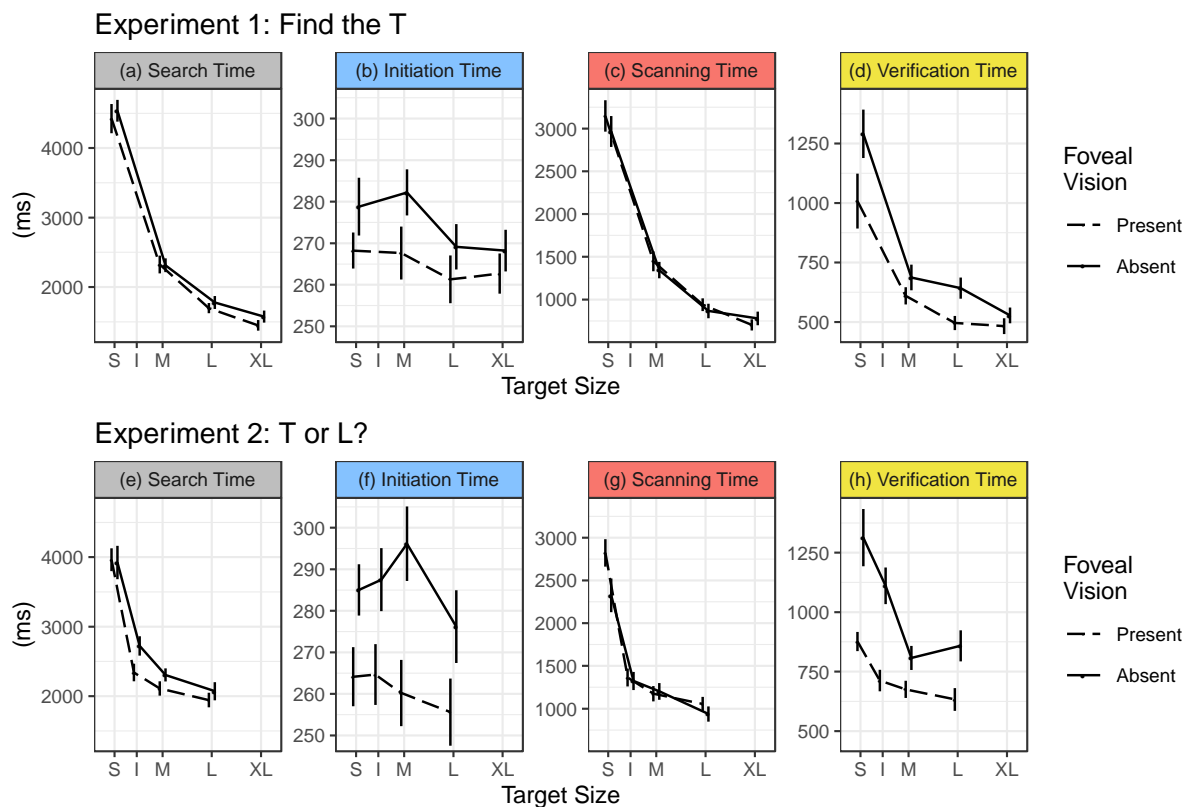 Experiment 1: Find the T
(a) Search Time (b) Initiation Time (c) Scanning Time (d) Verification Time
(ms)
4000
3000
2000
300
290
280
270
260
250
3000
2500
2000
1500
1000
1250
1000
750
500
S I M L XL S I M L XL S I M L XL S I M L XL
Target Size
Foveal
Vision
Present
Absent
Experiment 2: T or L?
(e) Search Time (f) Initiation Time (g) Scanning Time (h) Verification Time
(ms)
4000
3000
2000
300
290
280
270
260
250
3000
2500
2000
1500
1000
1250
1000
750
500
S I M L XL S I M L XL S I M L XL S I M L XL
Target Size
Foveal
Vision
Present
Absent